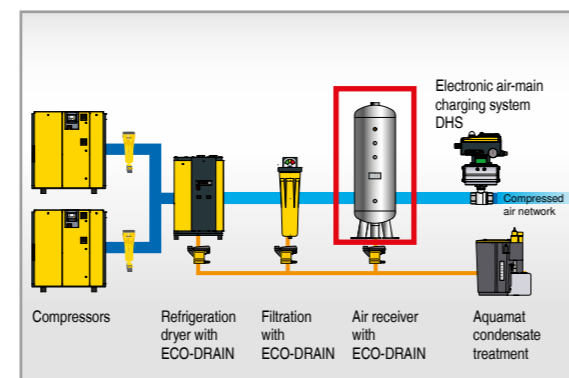 Electronic air-main
charging system
DHS
Compressed
air network
Compressors
Refrigeration
dryer with
ECO-DRAIN
Filtration
with
ECO-DRAIN
Air receiver
with
ECO-DRAIN
Aquamat
condensate
treatment